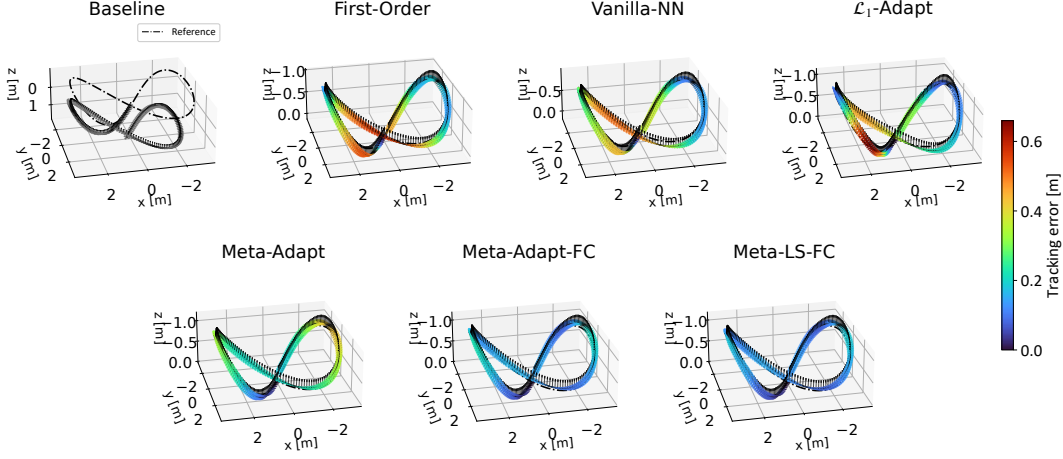 Baseline
First-Order
Vanilla-NN
ℒ₁-Adapt
Reference
z
[m]
0
1
y [m]
−2
0
2
2
0
−2
x [m]
z [m]
−1.0
−0.5
0.0
y [m]
−2
0
2
2
0
−2
x [m]
z [m]
−0.5
0.0
y [m]
−2
0
2
2
0
−2
x [m]
z [m]
−1.0
−0.5
0.0
y [m]
−2
0
2
2
0
−2
x [m]
0.6
0.4
0.2
0.0
Tracking error [m]
Meta-Adapt
Meta-Adapt-FC
Meta-LS-FC
z [m]
−1.0
−0.5
0.0
y [m]
−2
0
2
2
0
−2
x [m]
z [m]
−1.0
−0.5
0.0
y [m]
−2
0
2
2
0
−2
x [m]
z [m]
−1.0
−0.5
0.0
y [m]
−2
0
2
2
0
−2
x [m]